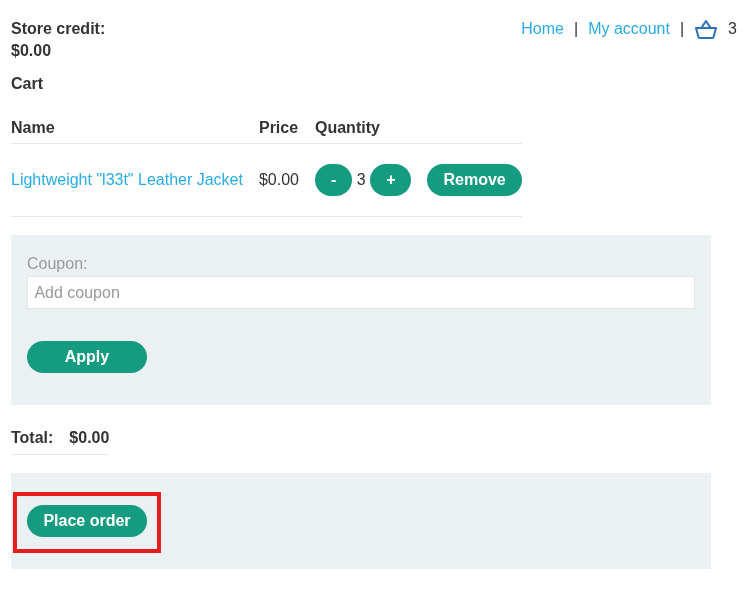 Store credit:
$0.00
Home | My account | 3
Cart
Name Price Quantity
Lightweight "l33t" Leather Jacket $0.00 - 3 + Remove
Coupon:
Add coupon
Apply
Total: $0.00
Place order